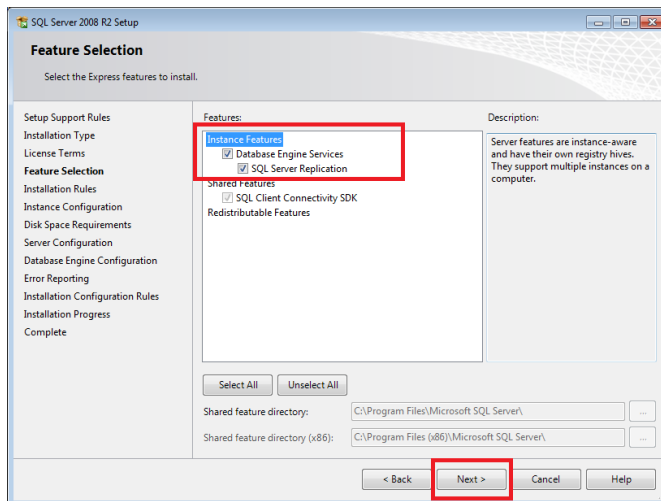 SQL Server 2008 R2 Setup
Feature Selection
Select the Express features to install.
Setup Support Rules
Installation Type
License Terms
Feature Selection
Installation Rules
Instance Configuration
Disk Space Requirements
Server Configuration
Database Engine Configuration
Error Reporting
Installation Configuration Rules
Installation Progress
Complete
Features:
Instance Features
Database Engine Services
SQL Server Replication
Shared Features
SQL Client Connectivity SDK
Redistributable Features
Description:
Server features are instance-aware
and have their own registry hives.
They support multiple instances on a
computer.
Select All
Unselect All
Shared feature directory:
C:\Program Files\Microsoft SQL Server\
...
Shared feature directory (x86):
C:\Program Files (x86)\Microsoft SQL Server\
...
< Back
Next >
Cancel
Help